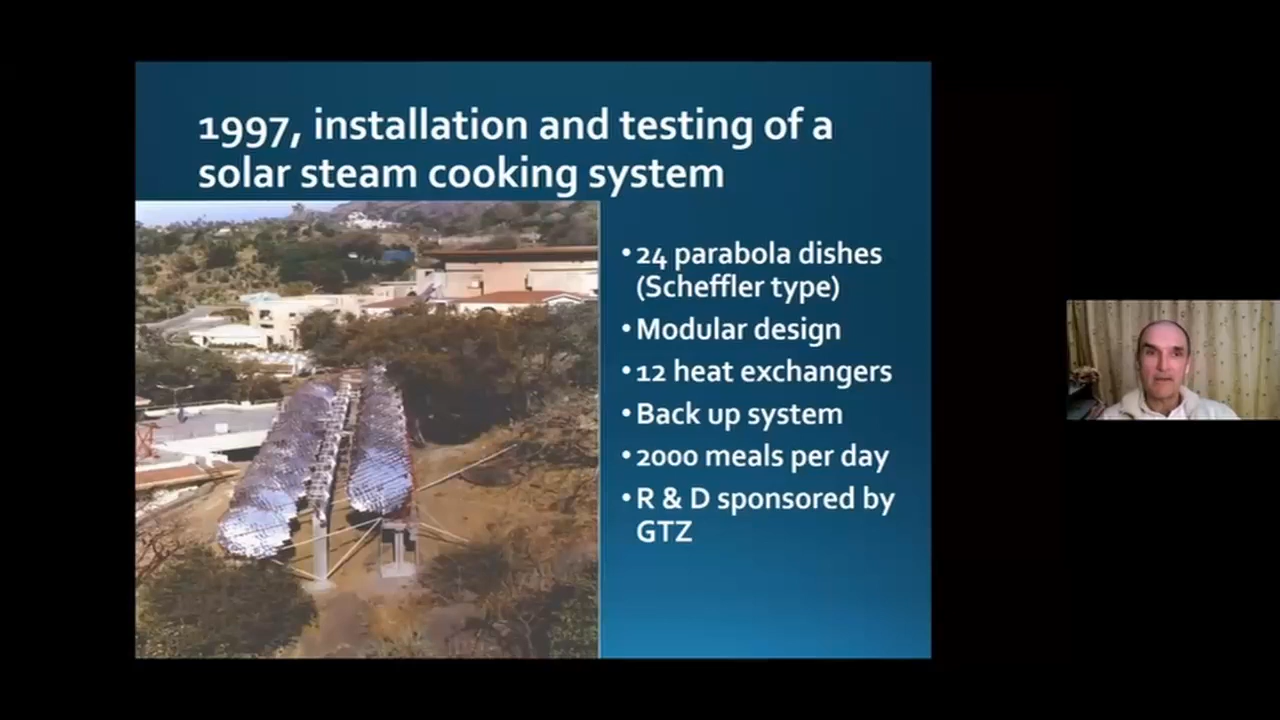 1997, installation and testing of a
solar steam cooking system
•24 parabola dishes
(Scheffler type)
•Modular design
•12 heat exchangers
•Back up system
•2000 meals per day
•R & D sponsored by
GTZ